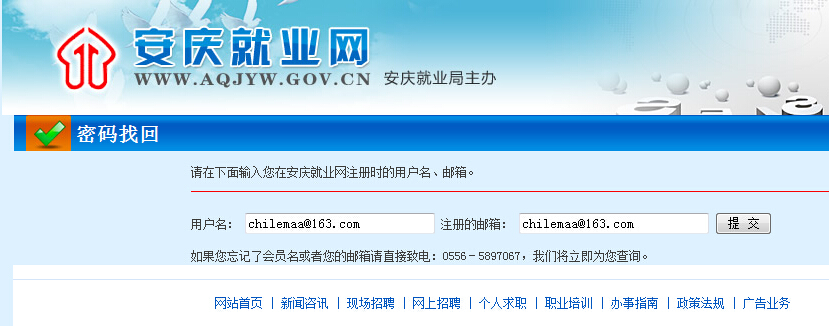 安庆就业网
WWW.AQJYW.GOV.CN 安庆就业局主办
密码找回
请在下面输入您在安庆就业网注册时的用户名、邮箱。
用户名： chilemaa@163.com 注册的邮箱： chilemaa@163.com 提 交
如果您忘记了会员名或者您的邮箱请直接致电：0556－5897067，我们将立即为您查询。
网站首页 | 新闻咨讯 | 现场招聘 | 网上招聘 | 个人求职 | 职业培训 | 办事指南 | 政策法规 | 广告业务